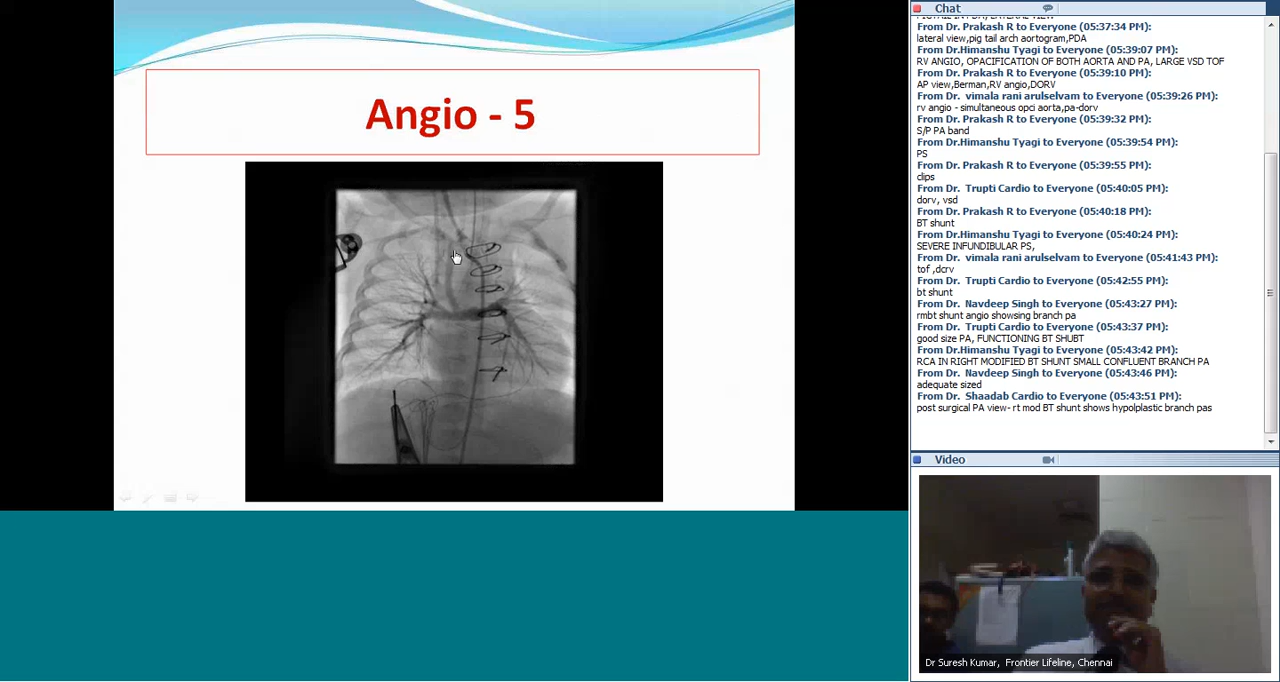 Angio - 5
Chat
From Dr. Prakash R to Everyone (05:37:34 PM):
lateral view,pig tail arch aortogram,PDA
From Dr.Himanshu Tyagi to Everyone (05:39:07 PM):
RV ANGIO, OPACIFICATION OF BOTH AORTA AND PA, LARGE VSD TOF
From Dr. Prakash R to Everyone (05:39:10 PM):
AP view,Berman,RV angio,DORV
From Dr. vimala rani arulselvam to Everyone (05:39:26 PM):
rv angio - simultaneous opci aorta,pa-dorv
From Dr. Prakash R to Everyone (05:39:32 PM):
S/P PA band
From Dr.Himanshu Tyagi to Everyone (05:39:54 PM):
PS
From Dr. Prakash R to Everyone (05:39:55 PM):
clips
From Dr. Trupti Cardio to Everyone (05:40:05 PM):
dorv, vsd
From Dr. Prakash R to Everyone (05:40:18 PM):
BT shunt
From Dr.Himanshu Tyagi to Everyone (05:40:24 PM):
SEVERE INFUNDIBULAR PS,
From Dr. vimala rani arulselvam to Everyone (05:41:43 PM):
tof ,dcrv
From Dr. Trupti Cardio to Everyone (05:42:55 PM):
bt shunt
From Dr. Navdeep Singh to Everyone (05:43:27 PM):
rmbt shunt angio showsing branch pa
From Dr. Trupti Cardio to Everyone (05:43:37 PM):
good size PA, FUNCTIONING BT SHUBT
From Dr.Himanshu Tyagi to Everyone (05:43:42 PM):
RCA IN RIGHT MODIFIED BT SHUNT SMALL CONFLUENT BRANCH PA
From Dr. Navdeep Singh to Everyone (05:43:46 PM):
adequate sized
From Dr. Shaadab Cardio to Everyone (05:43:51 PM):
post surgical PA view- rt mod BT shunt shows hypolplastic branch pas
Video
Dr Suresh Kumar, Frontier Lifeline, Chennai